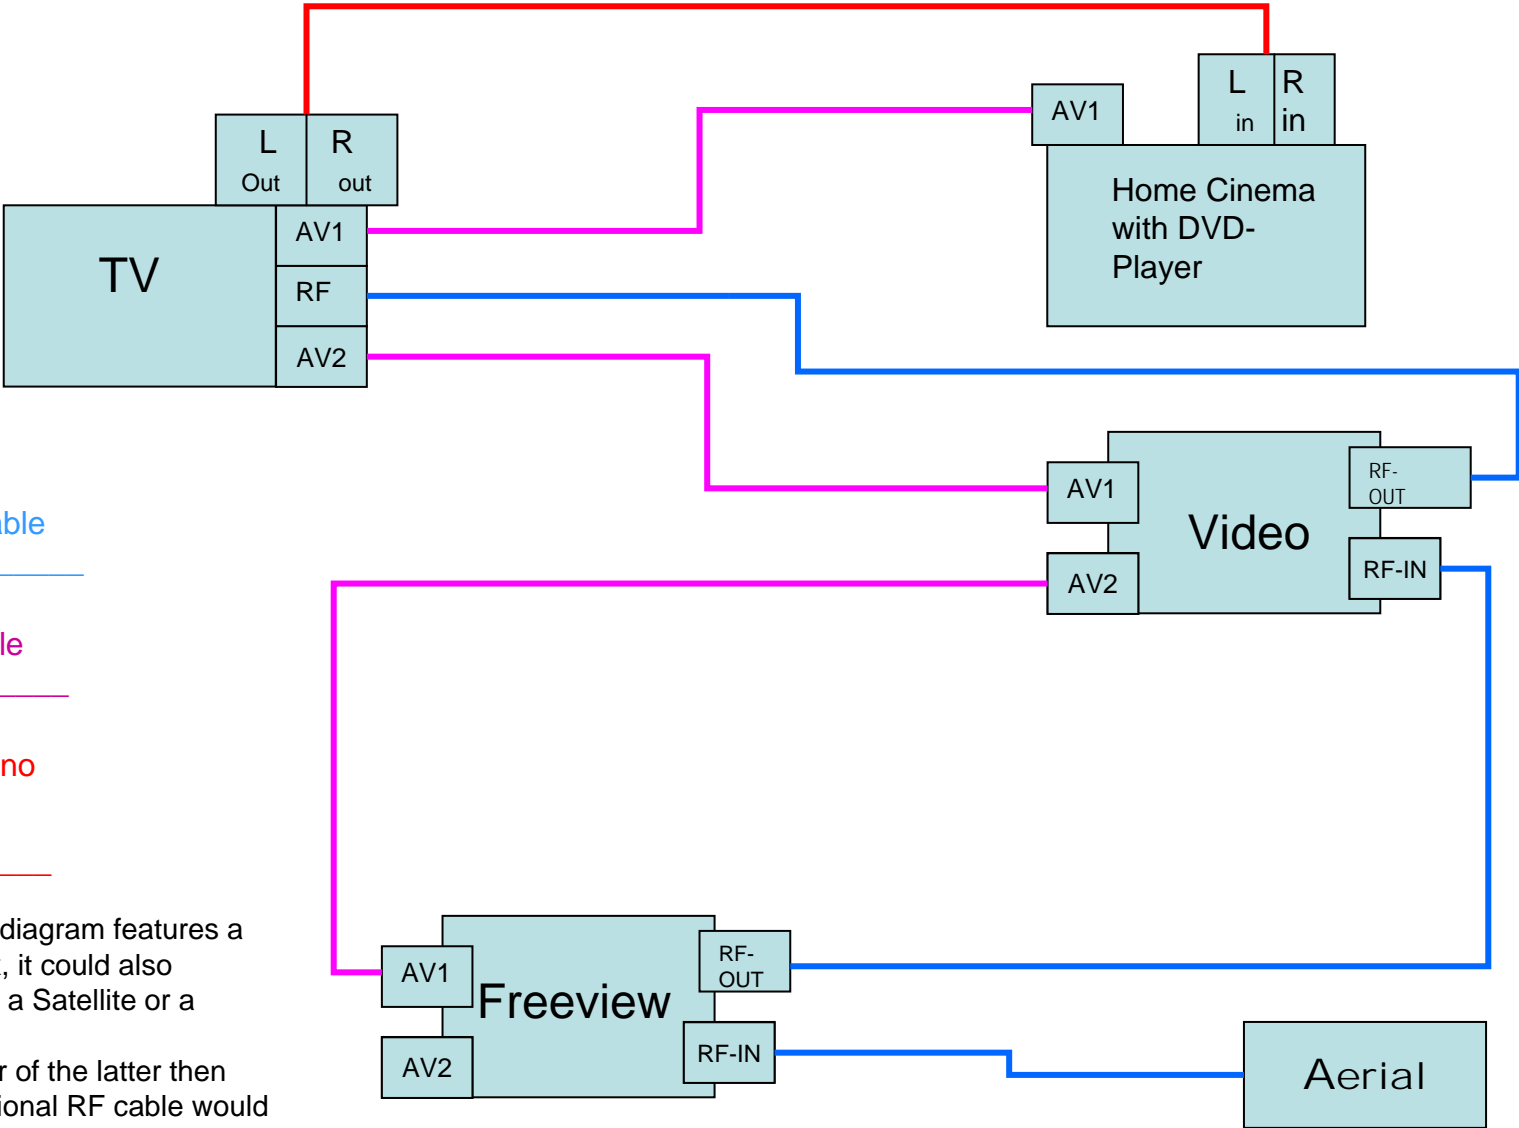 L R
Out out
TV
AV1
RF
AV2
AV1
L R
in in
Home Cinema
with DVD-
Player
AV1
AV2
Video
RF-
OUT
RF-IN
able
le
no
diagram features a
, it could also
a Satellite or a
r of the latter then
ional RF cable would
AV1
AV2
Freeview
RF-
OUT
RF-IN
Aerial